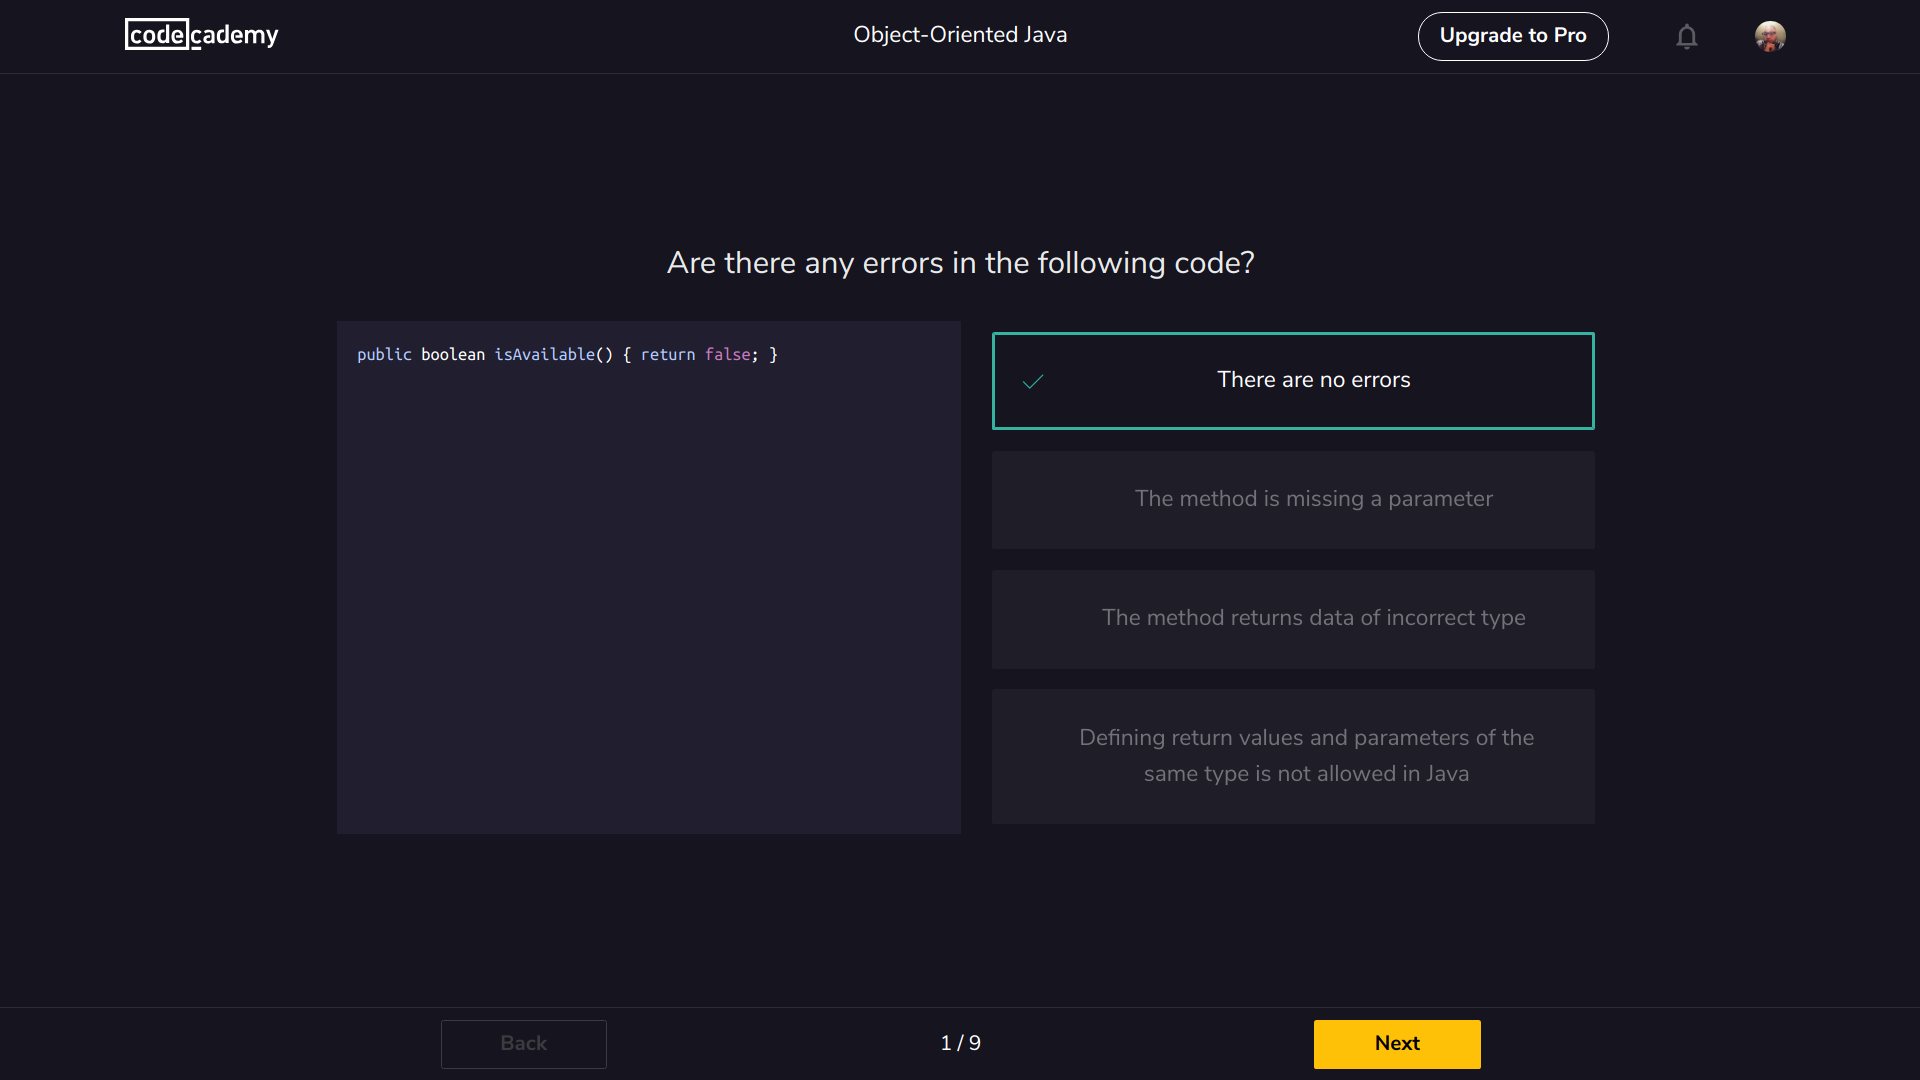 codecademy
Object-Oriented Java
Upgrade to Pro
Are there any errors in the following code?
public boolean isAvailable() { return false; }
There are no errors
The method is missing a parameter
The method returns data of incorrect type
Defining return values and parameters of the
same type is not allowed in Java
Back
1 / 9
Next